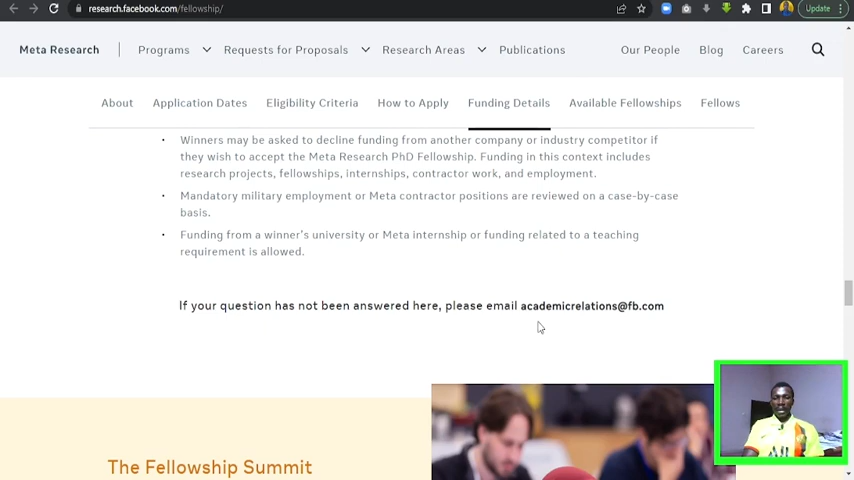 research.facebook.com/fellowship/
Update
Meta Research
Programs
Requests for Proposals
Research Areas
Publications
Our People
Blog
Careers
About
Application Dates
Eligibility Criteria
How to Apply
Funding Details
Available Fellowships
Fellows
• Winners may be asked to decline funding from another company or industry competitor if
they wish to accept the Meta Research PhD Fellowship. Funding in this context includes
research projects, fellowships, internships, contractor work, and employment.
• Mandatory military employment or Meta contractor positions are reviewed on a case-by-case
basis.
• Funding from a winner's university or Meta internship or funding related to a teaching
requirement is allowed.
If your question has not been answered here, please email academicrelations@fb.com
The Fellowship Summit